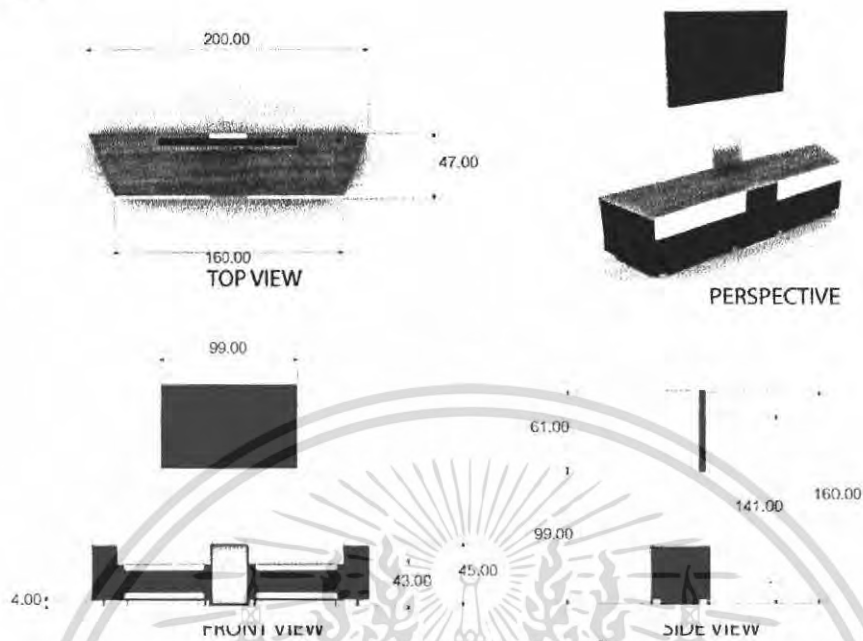 200.00
47.00
160.00
TOP VIEW
PERSPECTIVE
99.00
61.00
141.00
160.00
99.00
43.00
45.00
4.00
FRONT VIEW
SIDE VIEW